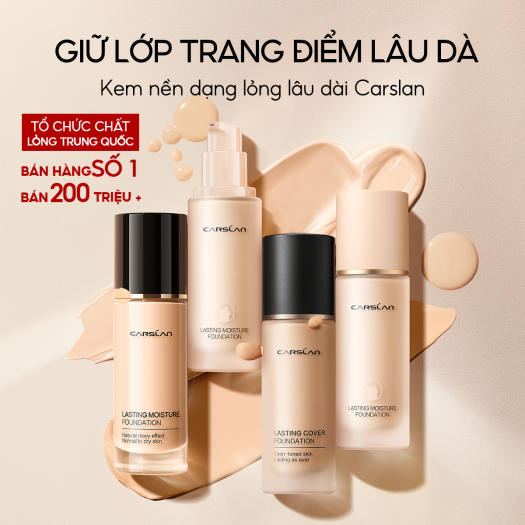 GIỮ LỚP TRANG ĐIỂM LÂU DÀ
Kem nền dạng lỏng lâu dài Carslan
TỔ CHỨC CHẤT
LỎNG TRUNG QUỐC
BÁN HÀNG SỐ 1
BÁN 200 TRIỆU +
CARSLAN
LASTING MOISTURE
FOUNDATION
CARSLAN
LASTING MOISTURE
FOUNDATION
Natural dewy effect
Normal to dry skin
CARSLAN
LASTING COVER
FOUNDATION
Even-toned skin
Lasting as ever
CARSLAN
LASTING MOISTURE
FOUNDATION